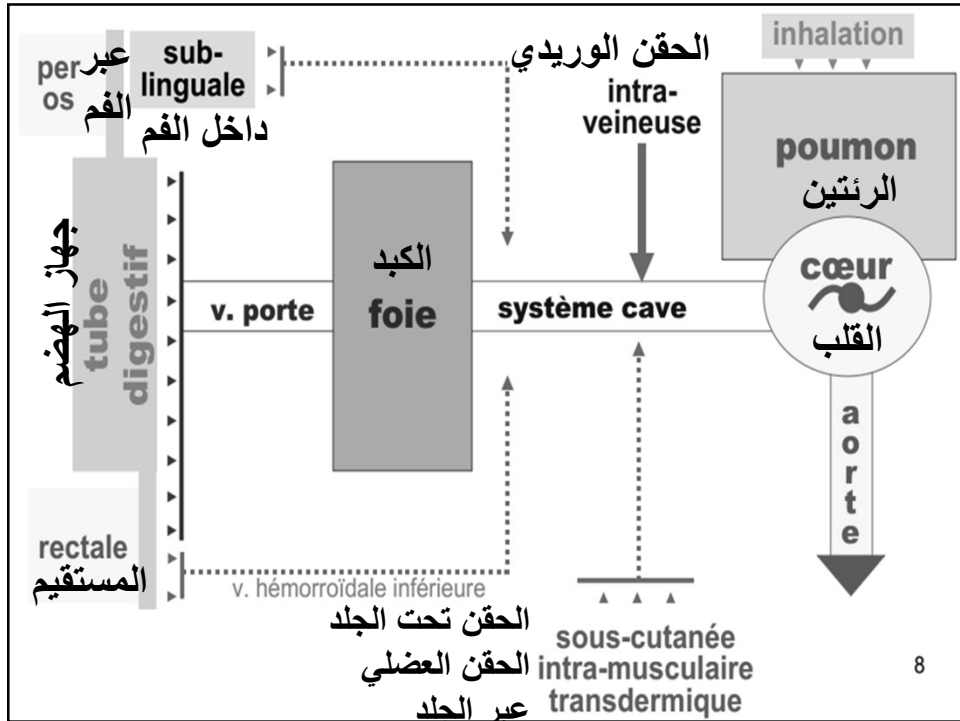 per
os
عبر
الفم
sub-
linguale
داخل الفم
الحقن الوريدي
intra-
veineuse
inhalation
poumon
الرئتين
cœur
القلب
جهاز الهضم
tube
digestif
v. porte
الكبد
foie
système cave
aorte
rectale
المستقيم
v. hémorroïdale inférieure
الحقن تحت الجلد
الحقن العضلي
عبر الجلد
sous-cutanée
intra-musculaire
transdermique
8